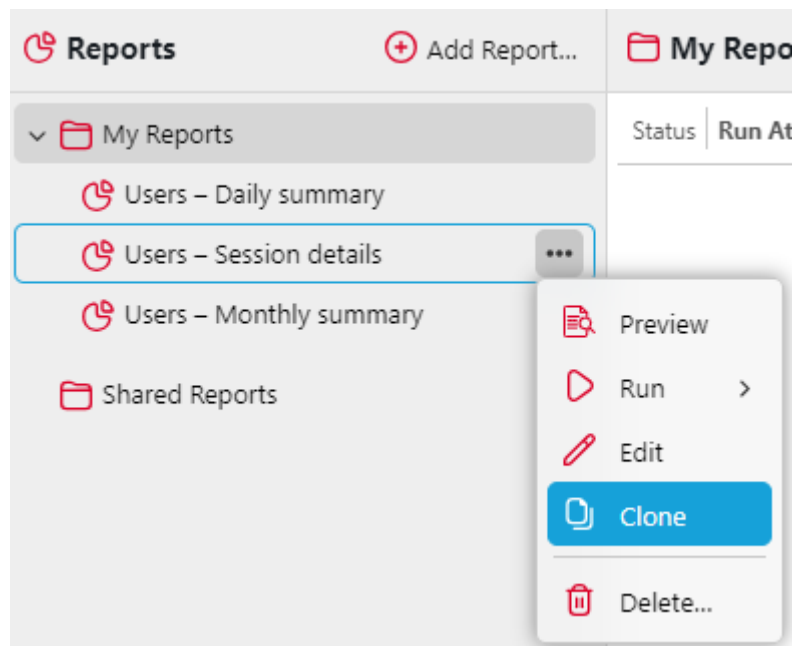 Reports
Add Report...
My Repo
My Reports
Status
Run At
Users – Daily summary
Users – Session details
Users – Monthly summary
Shared Reports
Preview
Run
Edit
Clone
Delete...